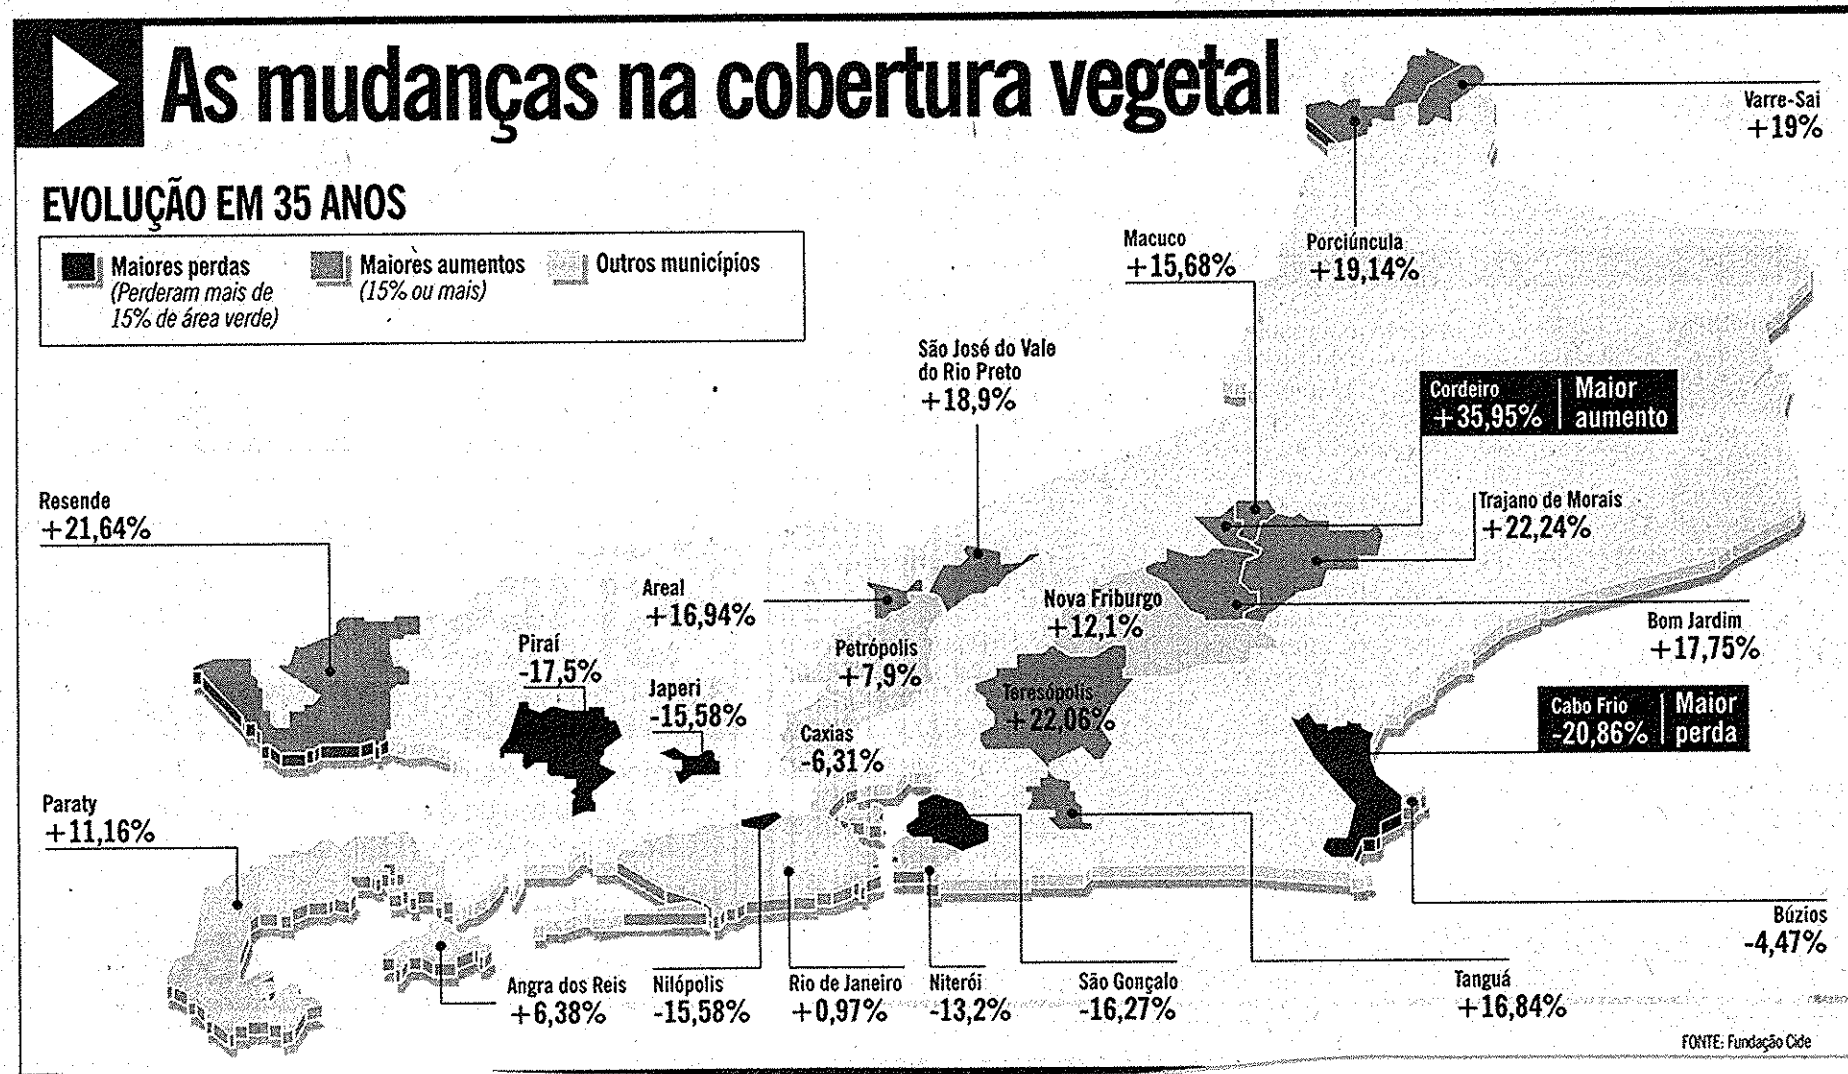 As mudanças na cobertura vegetal
EVOLUÇÃO EM 35 ANOS
Maiores perdas
(Perderam mais de
15% de área verde)
Maiores aumentos
(15% ou mais)
Outros municípios
Varre-Sai
+19%
Porciúncula
+19,14%
Macuco
+15,68%
São José do Vale
do Rio Preto
+18,9%
Cordeiro
+35,95%
Maior
aumento
Trajano de Morais
+22,24%
Resende
+21,64%
Areal
+16,94%
Nova Friburgo
+12,1%
Bom Jardim
+17,75%
Piraí
-17,5%
Petrópolis
+7,9%
Japeri
-15,58%
Teresópolis
+22,06%
Cabo Frio
-20,86%
Maior
perda
Caxias
-6,31%
Paraty
+11,16%
Búzios
-4,47%
Angra dos Reis
+6,38%
Nilópolis
-15,58%
Rio de Janeiro
+0,97%
Niterói
-13,2%
São Gonçalo
-16,27%
Tanguá
+16,84%
FONTE: Fundação Cide